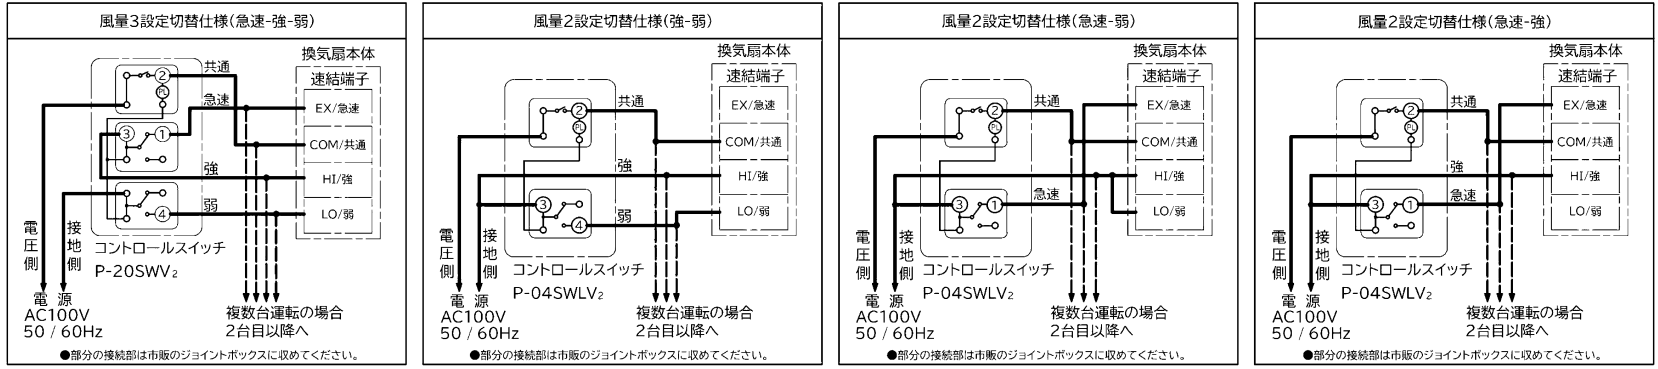 風量3設定切替仕様(急速-強-弱)
換気扇本体
速結端子
共通
急速
強
弱
EX/急速
COM/共通
HI/強
LO/弱
②
PL
③
①
④
電圧側
接地側
コントロールスイッチ
P-20SWV2
電 源
AC100V
50 / 60Hz
複数台運転の場合
2台目以降へ
●部分の接続部は市販のジョイントボックスに収めてください。
風量2設定切替仕様(強-弱)
換気扇本体
速結端子
共通
強
弱
EX/急速
COM/共通
HI/強
LO/弱
②
PL
③
④
電圧側
接地側
コントロールスイッチ
P-04SWLV2
電 源
AC100V
50 / 60Hz
複数台運転の場合
2台目以降へ
●部分の接続部は市販のジョイントボックスに収めてください。
風量2設定切替仕様(急速-弱)
換気扇本体
速結端子
共通
急速
EX/急速
COM/共通
HI/強
LO/弱
②
PL
③
①
電圧側
接地側
コントロールスイッチ
P-04SWLV2
電 源
AC100V
50 / 60Hz
複数台運転の場合
2台目以降へ
●部分の接続部は市販のジョイントボックスに収めてください。
風量2設定切替仕様(急速-強)
換気扇本体
速結端子
共通
強
急速
EX/急速
COM/共通
HI/強
LO/弱
②
PL
③
①
電圧側
接地側
コントロールスイッチ
P-04SWLV2
電 源
AC100V
50 / 60Hz
複数台運転の場合
2台目以降へ
●部分の接続部は市販のジョイントボックスに収めてください。